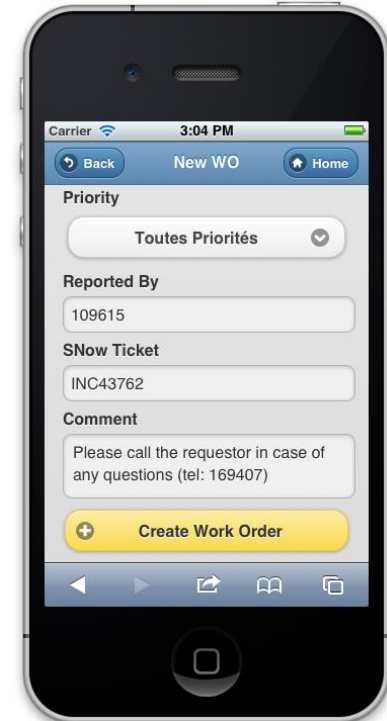 Carrier 3:04 PM
Back New WO Home
Priority
Toutes Priorités
Reported By
109615
SNow Ticket
INC43762
Comment
Please call the requestor in case of
any questions (tel: 169407)
Create Work Order